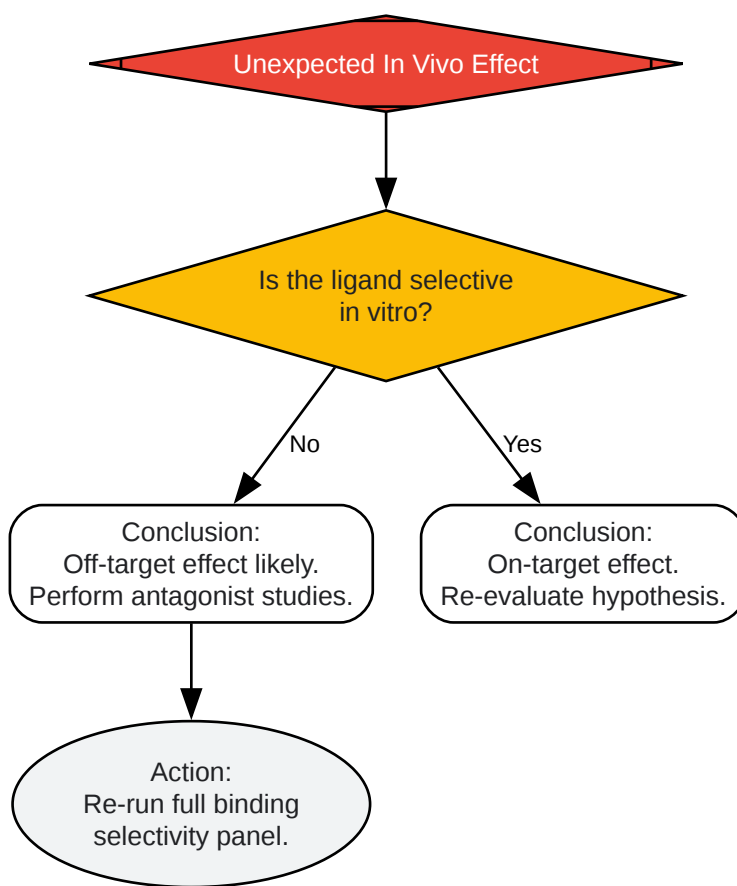 Unexpected In Vivo Effect
Is the ligand selective
in vitro?
No
Yes
Conclusion:
Off-target effect likely.
Perform antagonist studies.
Conclusion:
On-target effect.
Re-evaluate hypothesis.
Action:
Re-run full binding
selectivity panel.